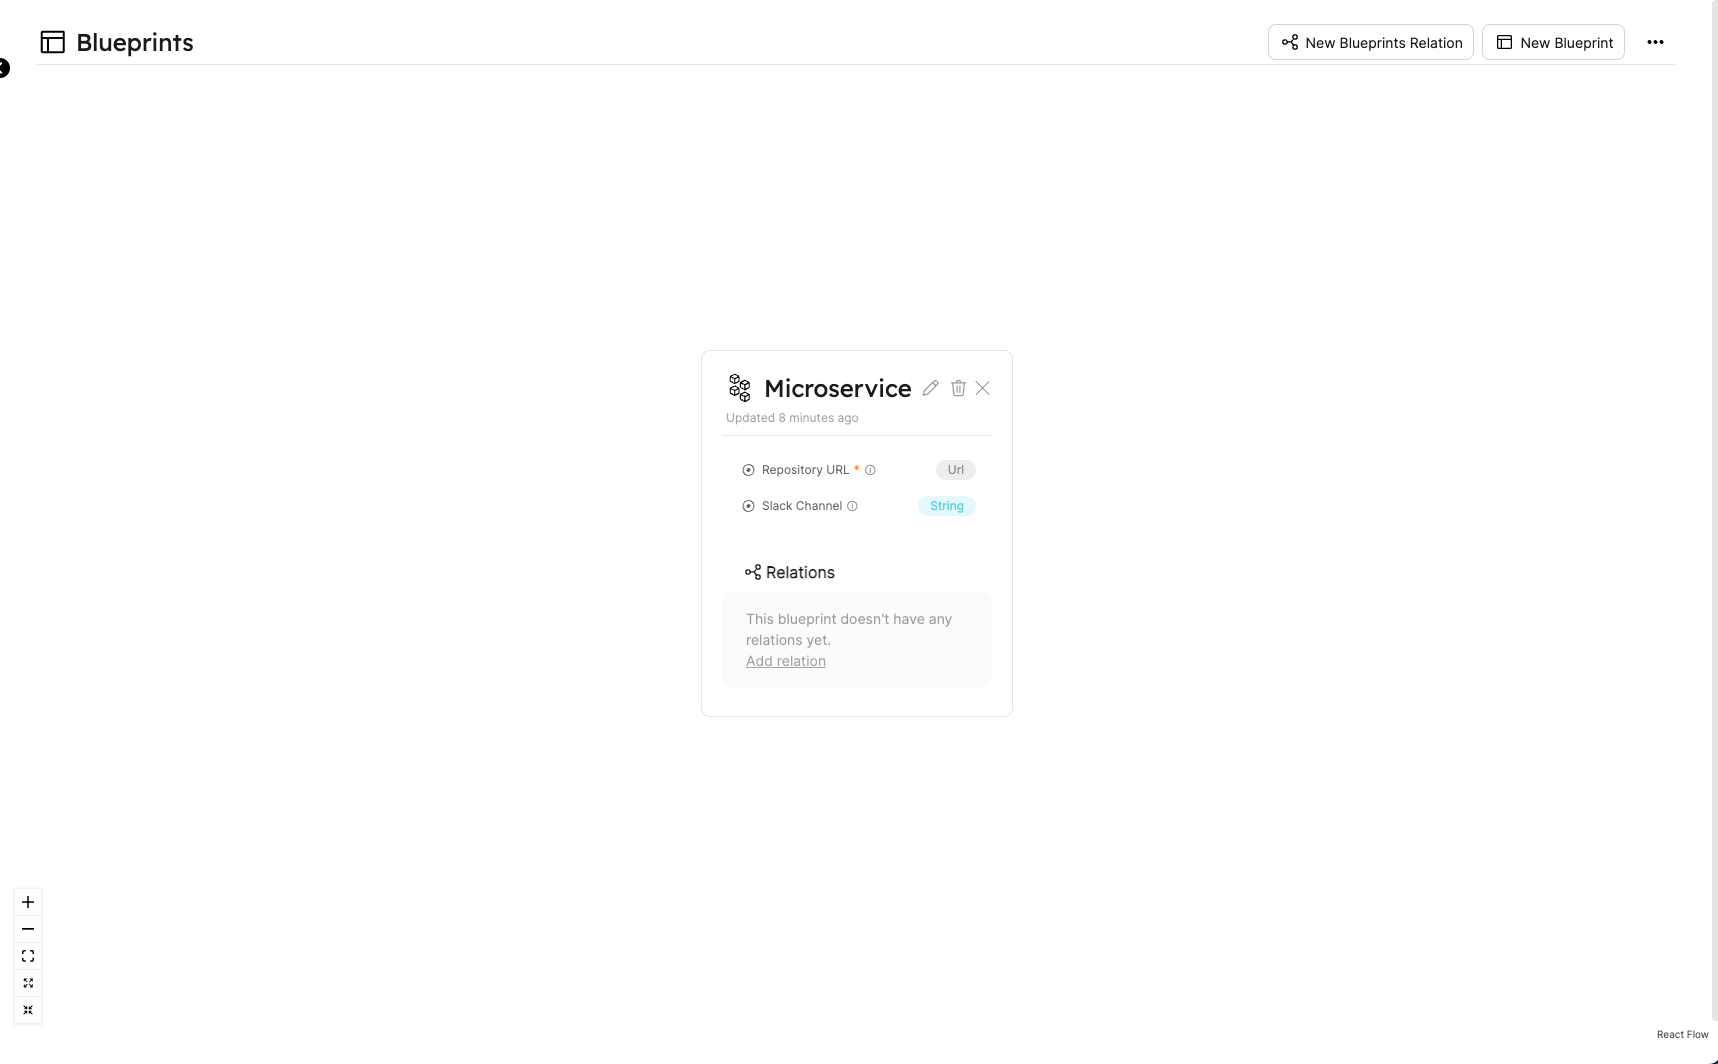 Blueprints
New Blueprints Relation
New Blueprint
Microservice
Updated 8 minutes ago
Repository URL * Url
Slack Channel String
Relations
This blueprint doesn't have any
relations yet.
Add relation
React Flow